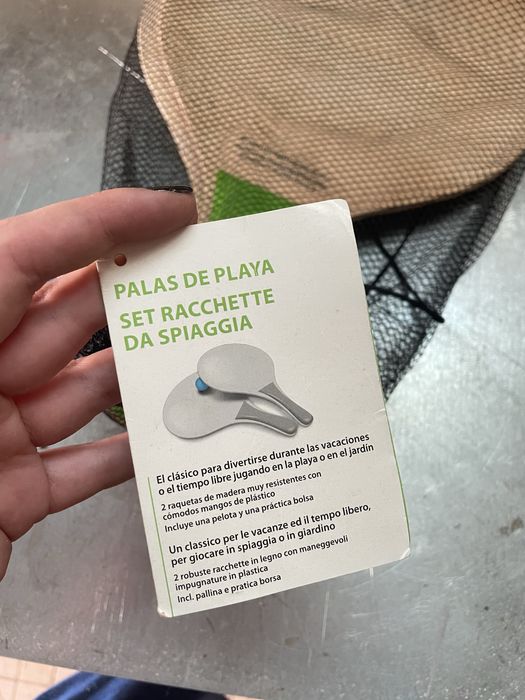 PALAS DE PLAYA
SET RACCHETTE
DA SPIAGGIA
El clásico para divertirse durante las vacaciones
o el tiempo libre jugando en la playa o en el jardín
2 raquetas de madera muy resistentes con
cómodos mangos de plástico
Incluye una pelota y una práctica bolsa
Un classico per le vacanze ed il tempo libero,
per giocare in spiaggia o in giardino
2 robuste racchette in legno con maneggevoli
impugnature in plastica
Incl. pallina e pratica borsa